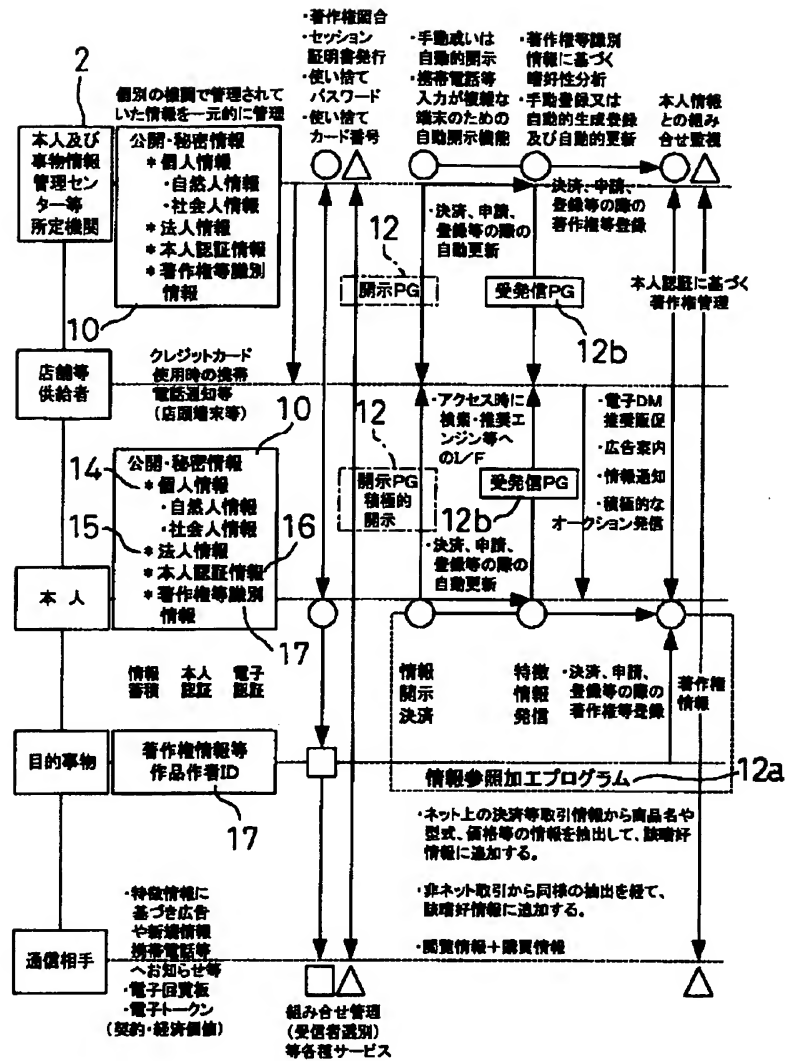 ・著作権照合
・セッション
証明書発行
・使い捨て
パスワード
・使い捨て
カード番号
・手動或いは
自動的開示
・携帯電話等
入力が複雑な
端末のための
自動開示機能
・著作権等識別
情報に基づく
嗜好性分析
・手動登録又は
自動的生成登録
及び自動的更新
本人情報
との組み
合せ監視
2
個別の機関で管理されて
いた情報を一元的に管理
本人及び
事物情報
管理セン
ター等
所定機関
公開・秘密情報
＊個人情報
・自然人情報
・社会人情報
＊法人情報
＊本人認証情報
＊著作権等識別
情報
10
・決済、申請、
登録等の際の
自動更新
・決済、申請、
登録等の際の
著作権等登録
12
開示PG
受発信PG
12b
本人認証に基づく
著作権管理
店舗等
供給者
クレジットカード
使用時の携帯
電話通知等
(店頭端末等)
10
公開・秘密情報
14
＊個人情報
・自然人情報
・社会人情報
15
＊法人情報
16
＊本人認証情報
＊著作権等識別
情報
17
12
開示PG
積極的
開示
・アクセス時に
検索・推奨エ
ンジン等へ
のI/F
受発信PG
12b
・決済、申請、
登録等の際の
自動更新
・電子DM
推奨販促
・広告案内
・情報通知
・積極的な
オークション発信
本 人
情報 本人 電子
蓄積 認証 認証
情報
開示
決済
特徴
情報
発信
・決済、申請、
登録等の際の
著作権等登録
著作権
情報
目的事物
著作権情報等
作品作者ID
17
情報参照加工プログラム
12a
・ネット上の決済等取引情報から商品名や
型式、価格等の情報を抽出して、該嗜好
情報に追加する。
・非ネット取引から同様の抽出を経て、
該嗜好情報に追加する。
・閲覧情報＋購買情報
通信相手
・特徴情報に
基づき広告
や新着情報
携帯電話等
へお知らせ等
・電子回覧板
・電子トークン
(契約・経済価値)
組み合せ管理
(受信者選別)
等各種サービス